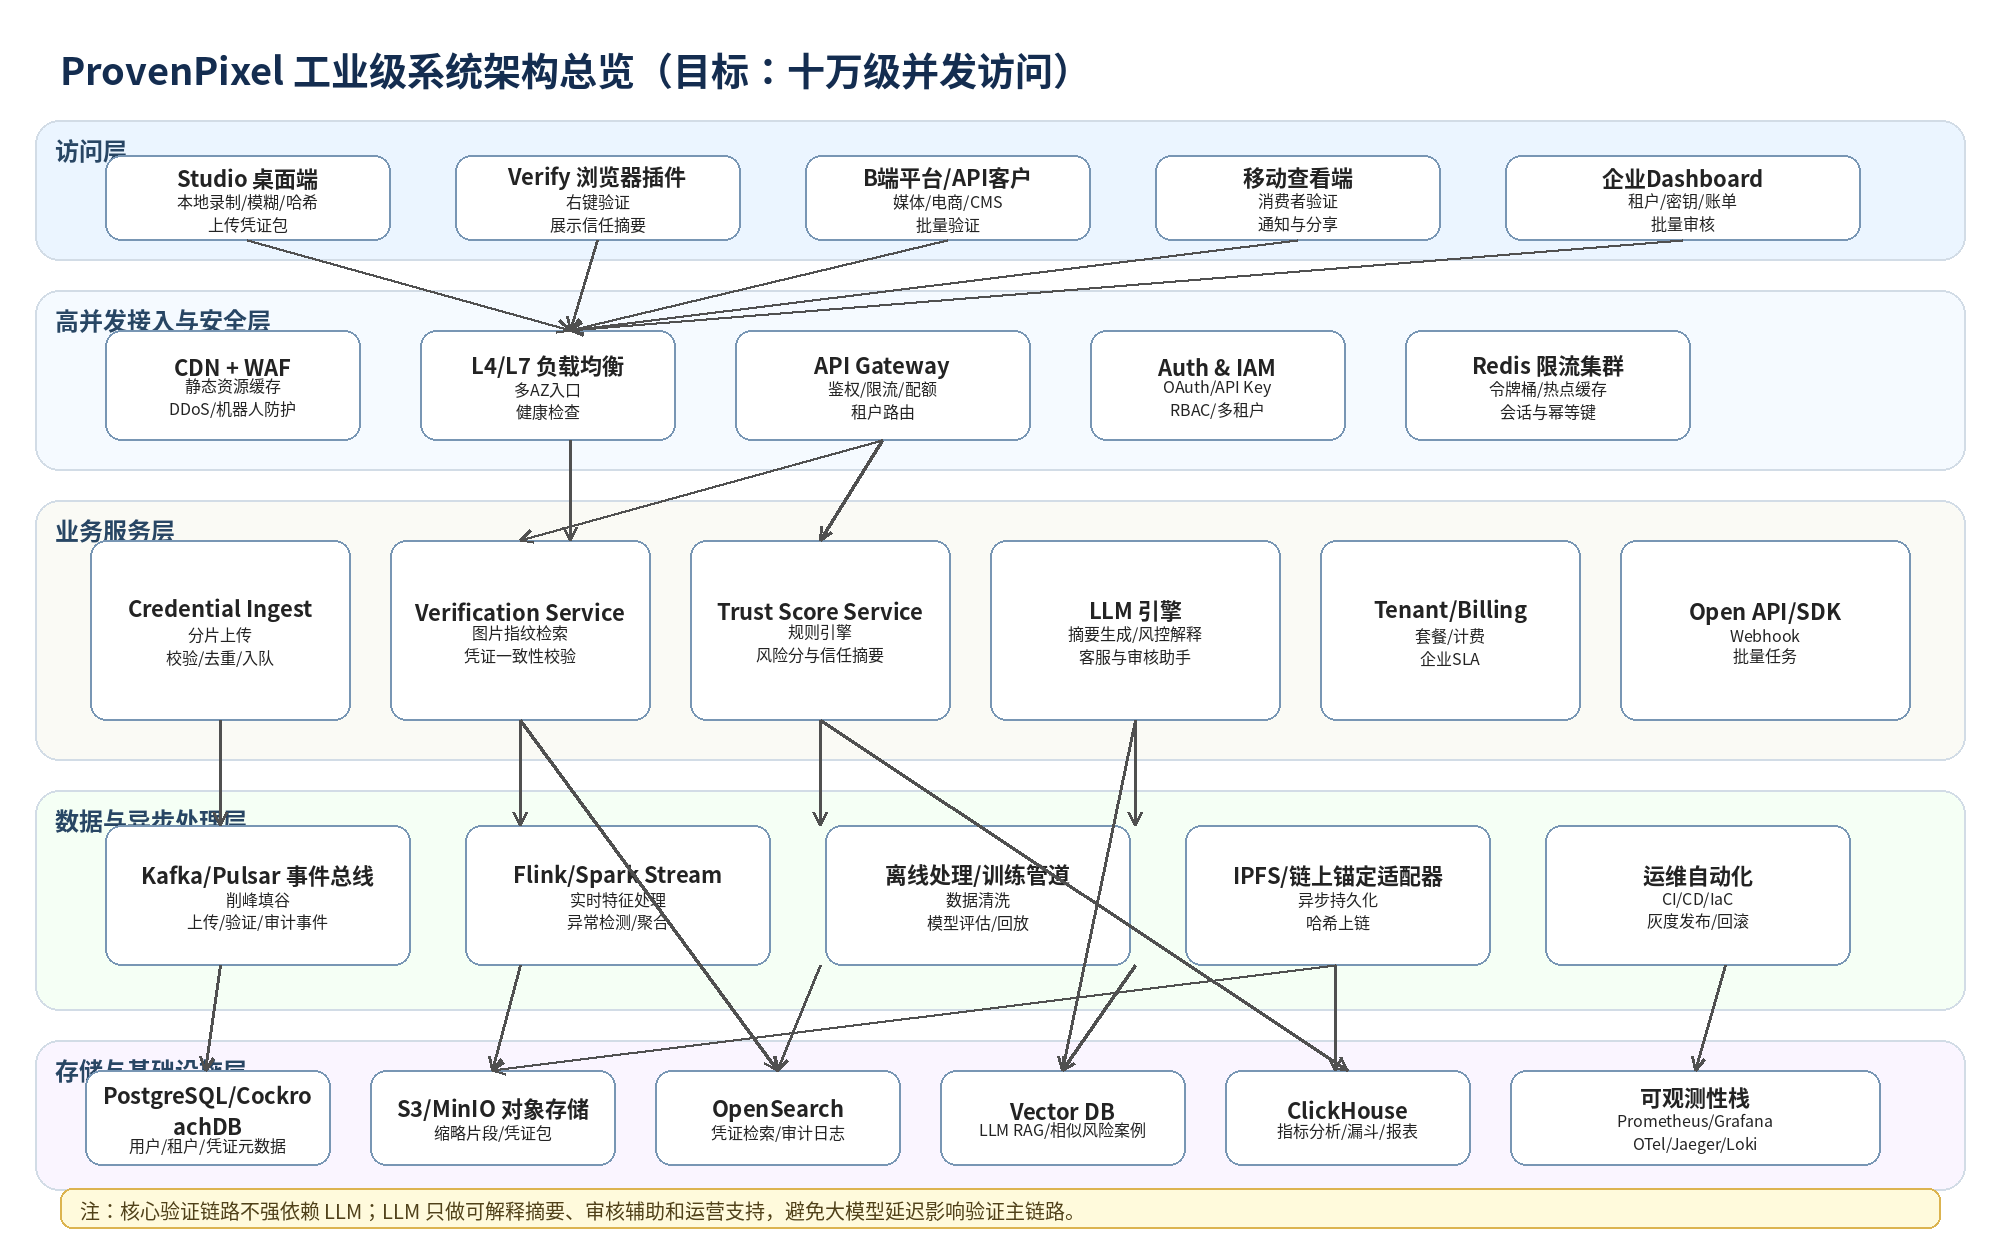 ProvenPixel 工业级系统架构总览（目标：十万级并发访问）
访问层
Studio 桌面端
本地录制/模糊/哈希
上传凭证包
Verify 浏览器插件
右键验证
展示信任摘要
B端平台/API客户
媒体/电商/CMS
批量验证
移动查看端
消费者验证
通知与分享
企业Dashboard
租户/密钥/账单
批量审核
高并发接入与安全层
CDN + WAF
静态资源缓存
DDoS/机器人防护
L4/L7 负载均衡
多AZ入口
健康检查
API Gateway
鉴权/限流/配额
租户路由
Auth & IAM
OAuth/API Key
RBAC/多租户
Redis 限流集群
令牌桶/热点缓存
会话与幂等键
业务服务层
Credential Ingest
分片上传
校验/去重/入队
Verification Service
图片指纹检索
凭证一致性校验
Trust Score Service
规则引擎
风险分与信任摘要
LLM 引擎
摘要生成/风控解释
客服与审核助手
Tenant/Billing
套餐/计费
企业SLA
Open API/SDK
Webhook
批量任务
数据与异步处理层
Kafka/Pulsar 事件总线
削峰填谷
上传/验证/审计事件
Flink/Spark Stream
实时特征处理
异常检测/聚合
离线处理/训练管道
数据清洗
模型评估/回放
IPFS/链上锚定适配器
异步持久化
哈希上链
运维自动化
CI/CD/IaC
灰度发布/回滚
存储与基础设施层
PostgreSQL/Cockro
achDB
用户/租户/凭证元数据
S3/MinIO 对象存储
缩略片段/凭证包
OpenSearch
凭证检索/审计日志
Vector DB
LLM RAG/相似风险案例
ClickHouse
指标分析/漏斗/报表
可观测性栈
Prometheus/Grafana
OTel/Jaeger/Loki
注：核心验证链路不强依赖 LLM；LLM 只做可解释摘要、审核辅助和运营支持，避免大模型延迟影响验证主链路。